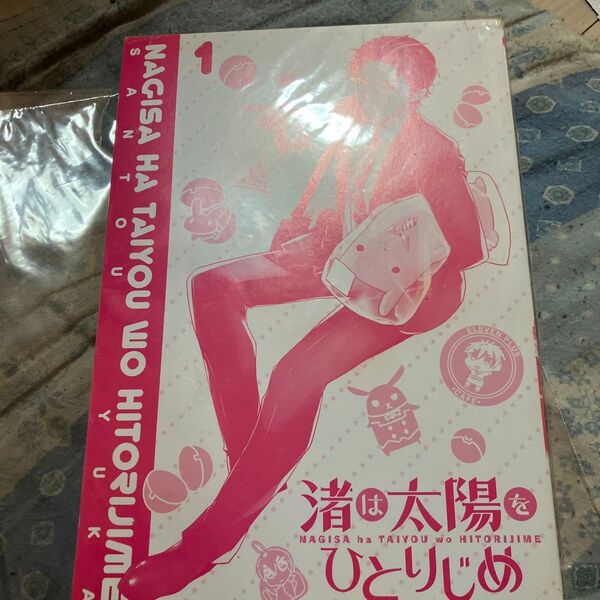 1
NAGISA HA TAIYOU WO HITORIJIME
SANTOU YUKA
ELEVEN PLUS
・CAFE・
渚は太陽を
NAGISA ha TAIYOU wo HITORIJIME
ひとりじめ